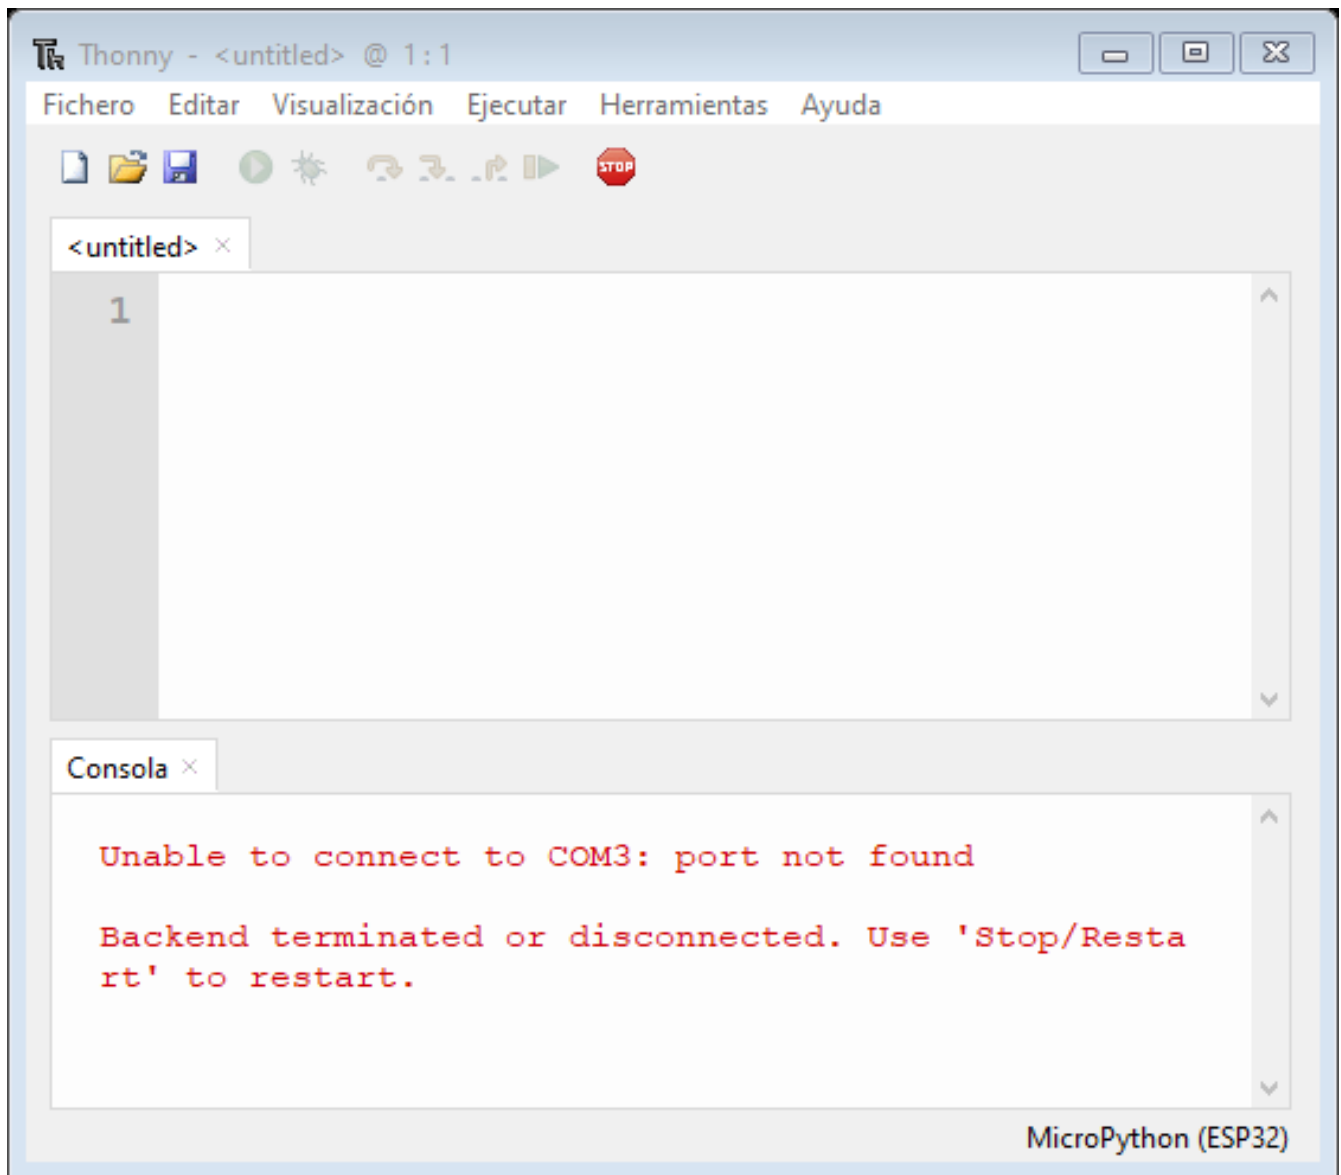 Thonny - <untitled> @ 1:1
Fichero Editar Visualización Ejecutar Herramientas Ayuda
STOP
<untitled>
1
Consola
Unable to connect to COM3: port not found
Backend terminated or disconnected. Use 'Stop/Resta
rt' to restart.
MicroPython (ESP32)